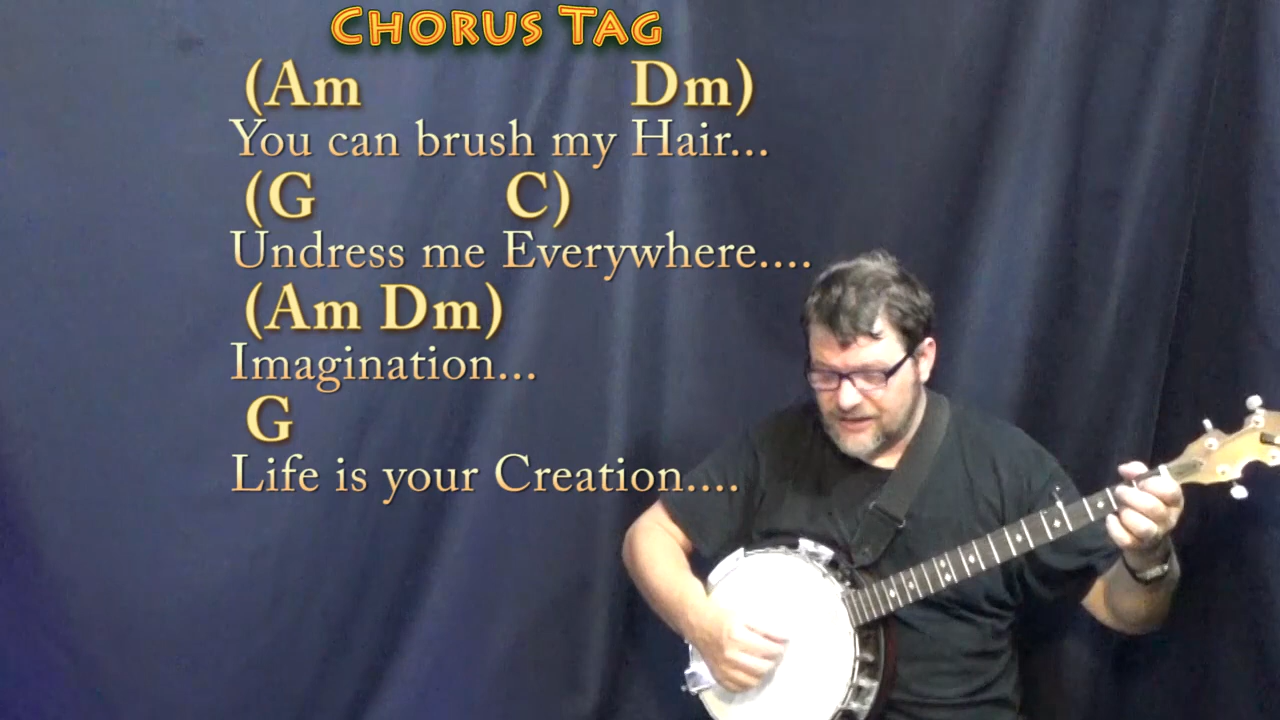 Chorus Tag
(Am Dm)
You can brush my Hair...
(G C)
Undress me Everywhere....
(Am Dm)
Imagination...
G
Life is your Creation....